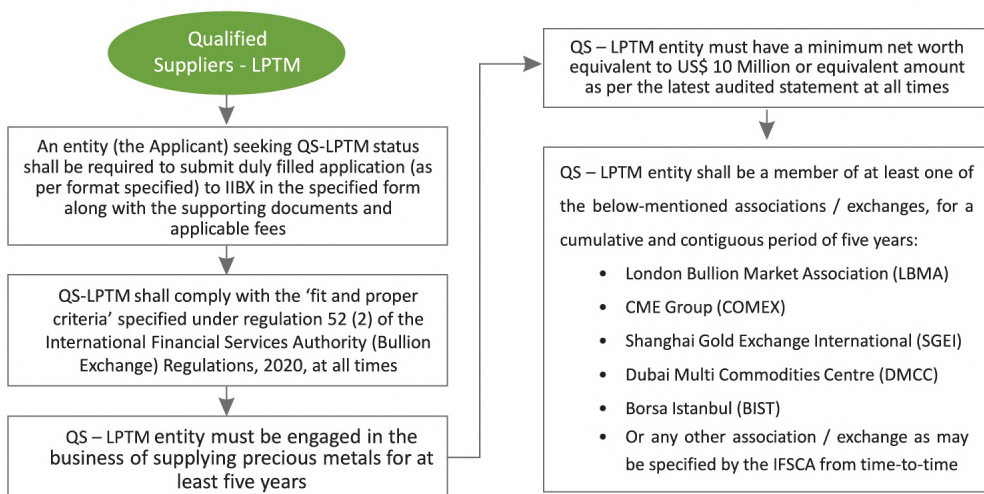 Qualified
Suppliers - LPTM
An entity (the Applicant) seeking QS-LPTM status
shall be required to submit duly filled application (as
per format specified) to IIBX in the specified form
along with the supporting documents and
applicable fees
QS-LPTM shall comply with the ‘fit and proper
criteria’ specified under regulation 52 (2) of the
International Financial Services Authority (Bullion
Exchange) Regulations, 2020, at all times
QS – LPTM entity must be engaged in the
business of supplying precious metals for at
least five years
QS – LPTM entity must have a minimum net worth
equivalent to US$ 10 Million or equivalent amount
as per the latest audited statement at all times
QS – LPTM entity shall be a member of at least one of
the below-mentioned associations / exchanges, for a
cumulative and contiguous period of five years:
• London Bullion Market Association (LBMA)
• CME Group (COMEX)
• Shanghai Gold Exchange International (SGEI)
• Dubai Multi Commodities Centre (DMCC)
• Borsa Istanbul (BIST)
• Or any other association / exchange as may
be specified by the IFSCA from time-to-time